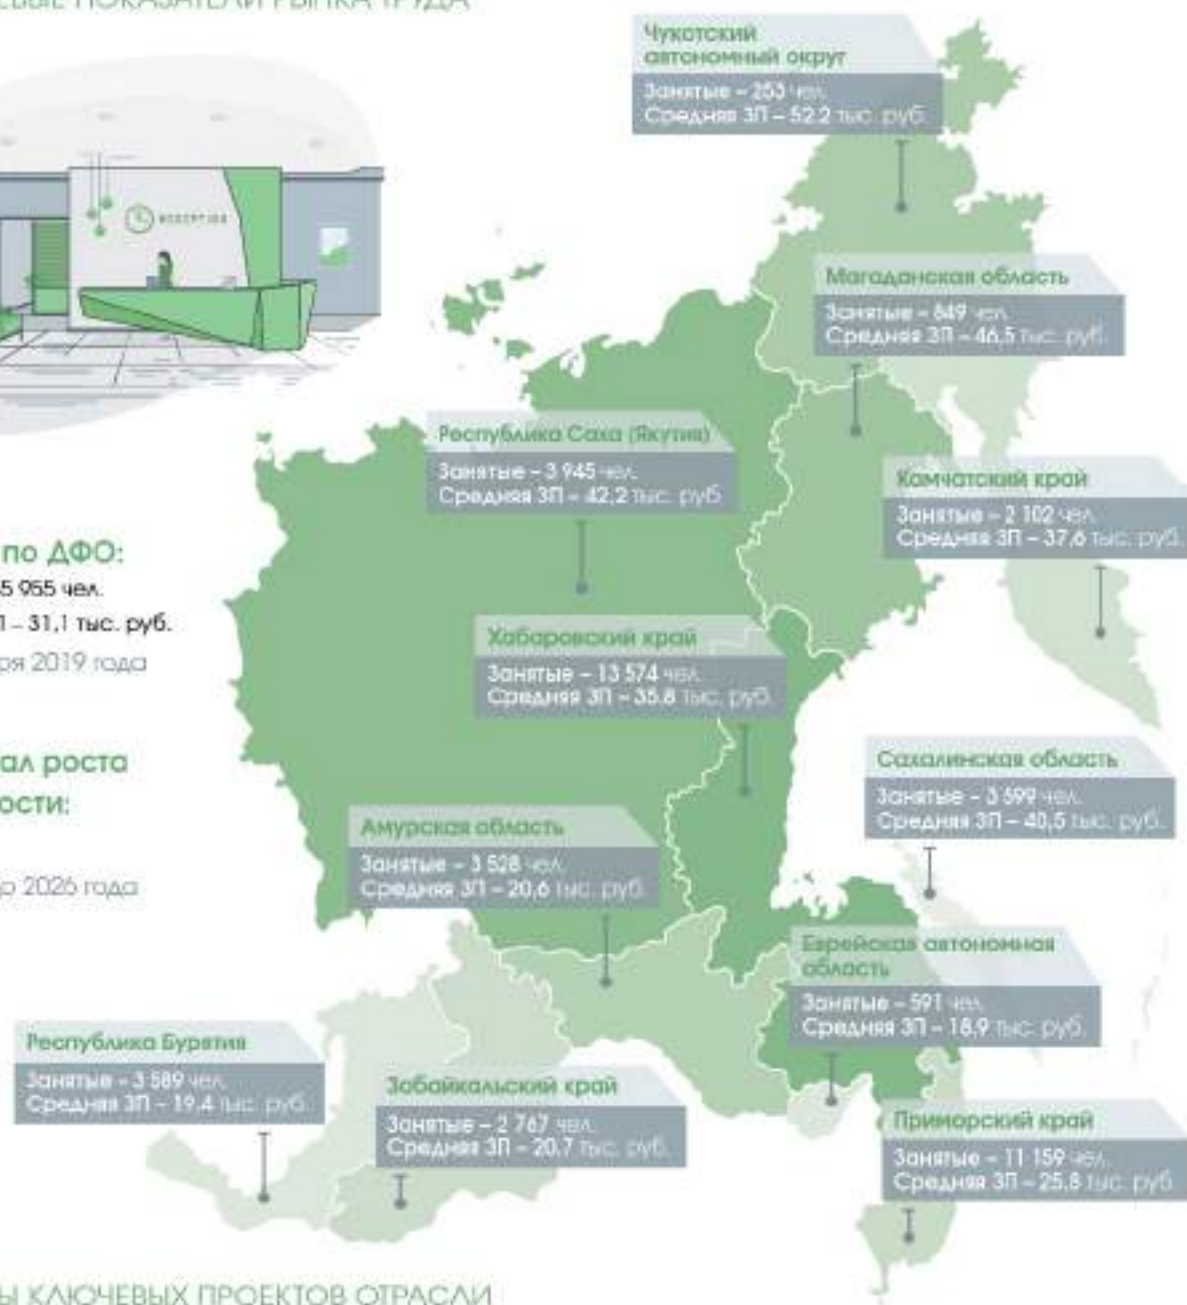 ПОКАЗАТЕЛИ РЫНКА ТРУДА
Чукотский
автономный округ
Занятые – 253 чел.
Средняя ЗП – 52,2 тыс. руб.
RECEPTION
Магаданская область
Занятые – 849 чел.
Средняя ЗП – 46,5 тыс. руб.
Республика Саха (Якутия)
Занятые – 3 945 чел.
Средняя ЗП – 42,2 тыс. руб
Камчатский край
Занятые – 2 102 чел.
Средняя ЗП – 37,6 тыс. руб.
по ДФО:
5 955 чел.
– 31,1 тыс. руб.
2019 года
Хабаровский край
Занятые – 13 574 чел.
Средняя ЗП – 35,8 тыс. руб.
роста
Сахалинская область
Занятые – 3 599 чел.
Средняя ЗП – 40,5 тыс. руб.
Амурская область
Занятые – 3 528 чел.
Средняя ЗП – 20,6 тыс. руб.
2026 года
Еврейская автономная
область
Занятые – 591 чел.
Средняя ЗП – 18,9 тыс. руб.
Республика Бурятия
Занятые – 3 589 чел.
Средняя ЗП – 19,4 тыс. руб.
Забайкальский край
Занятые – 2 767 чел.
Средняя ЗП – 20,7 тыс. руб.
Приморский край
Занятые – 11 159 чел.
Средняя ЗП – 25,8 тыс. руб
КЛЮЧЕВЫХ ПРОЕКТОВ ОТРАСЛИ